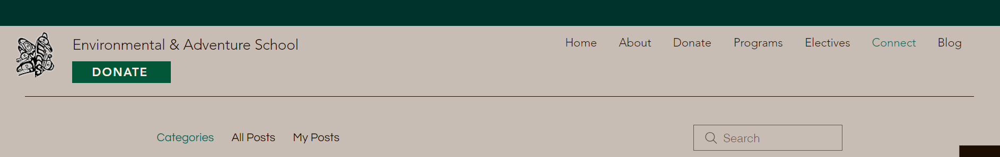 Environmental & Adventure School
Home About Donate Programs Electives Connect Blog
DONATE
Categories All Posts My Posts Search